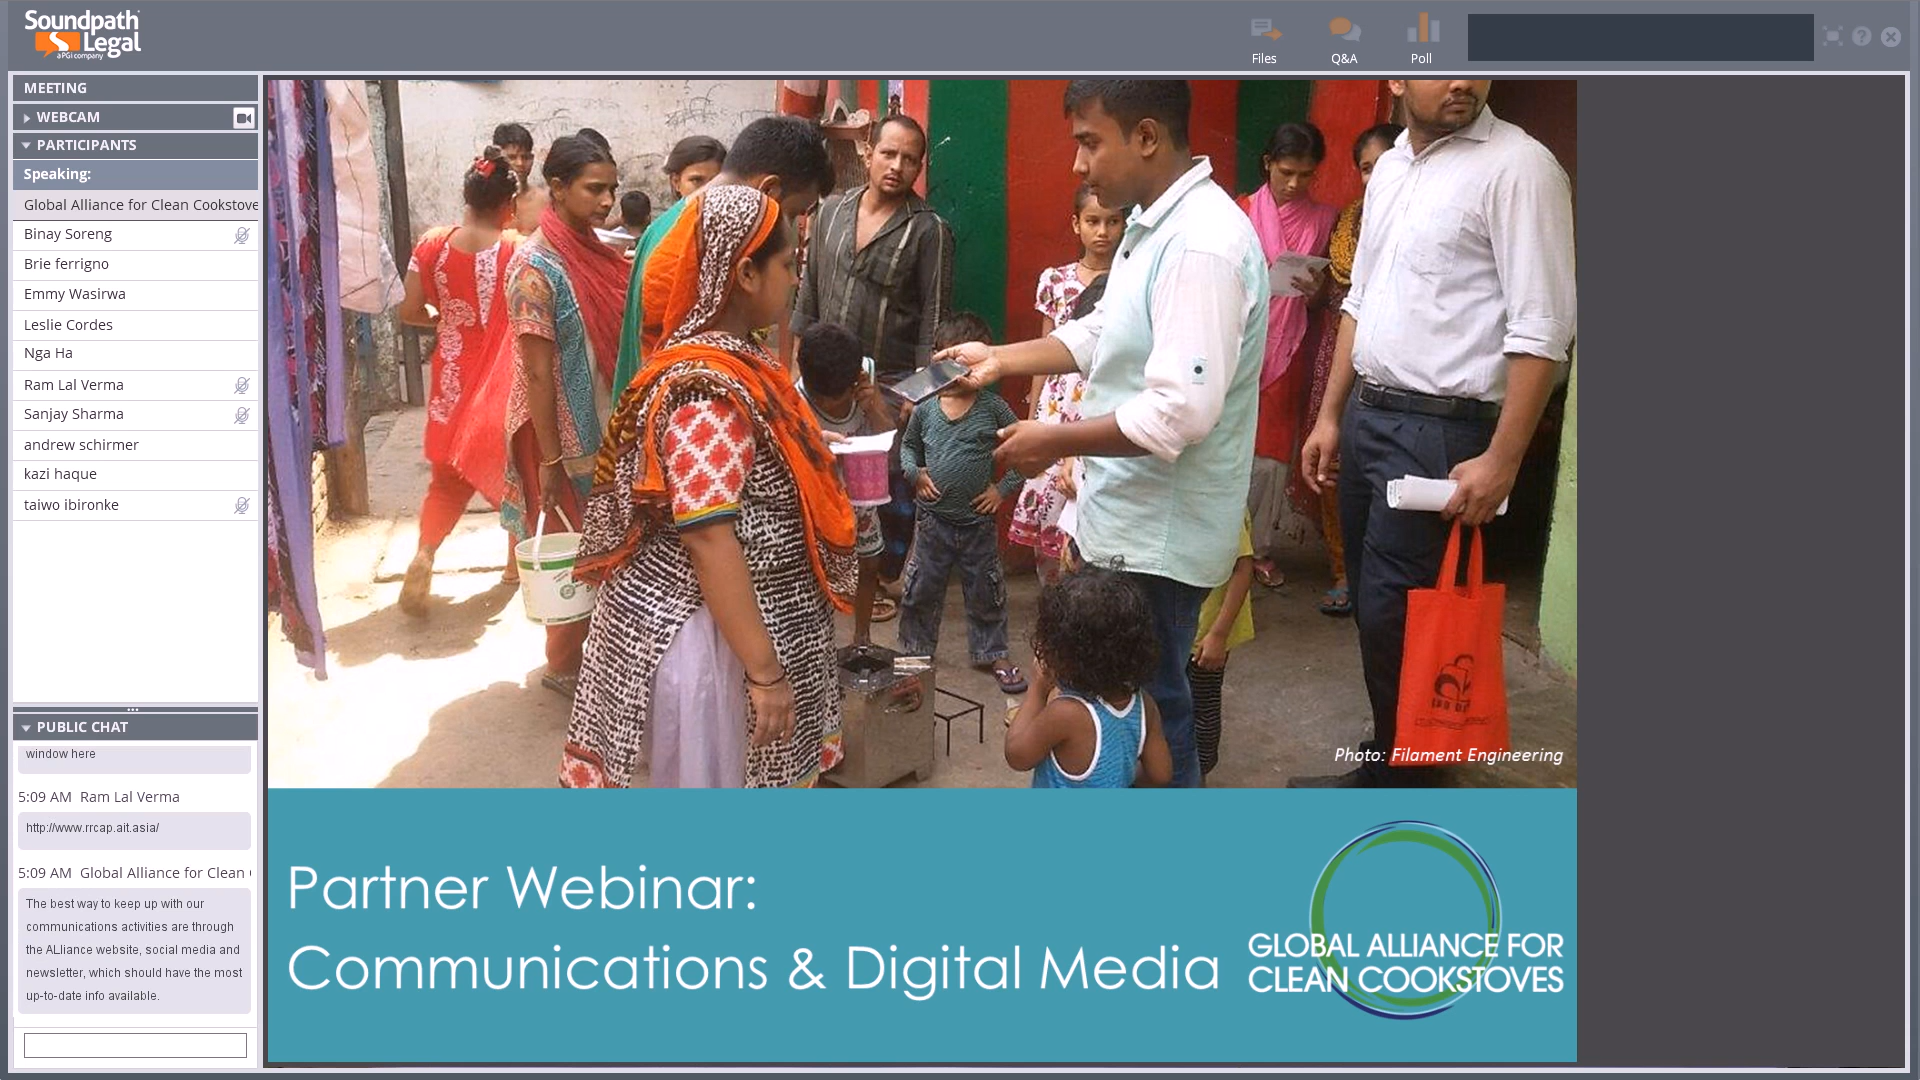 Soundpath
Legal
a PGi company
Files
Q&A
Poll
MEETING
WEBCAM
PARTICIPANTS
Speaking:
Global Alliance for Clean Cookstove
Binay Soreng
Brie ferrigno
Emmy Wasirwa
Leslie Cordes
Nga Ha
Ram Lal Verma
Sanjay Sharma
andrew schirmer
kazi haque
taiwo ibironke
PUBLIC CHAT
window here
5:09 AM Ram Lal Verma
http://www.rrcap.ait.asia/
5:09 AM Global Alliance for Clean
The best way to keep up with our
communications activities are through
the ALliance website, social media and
newsletter, which should have the most
up-to-date info available.
Photo: Filament Engineering
Partner Webinar:
Communications & Digital Media
GLOBAL ALLIANCE FOR
CLEAN COOKSTOVES